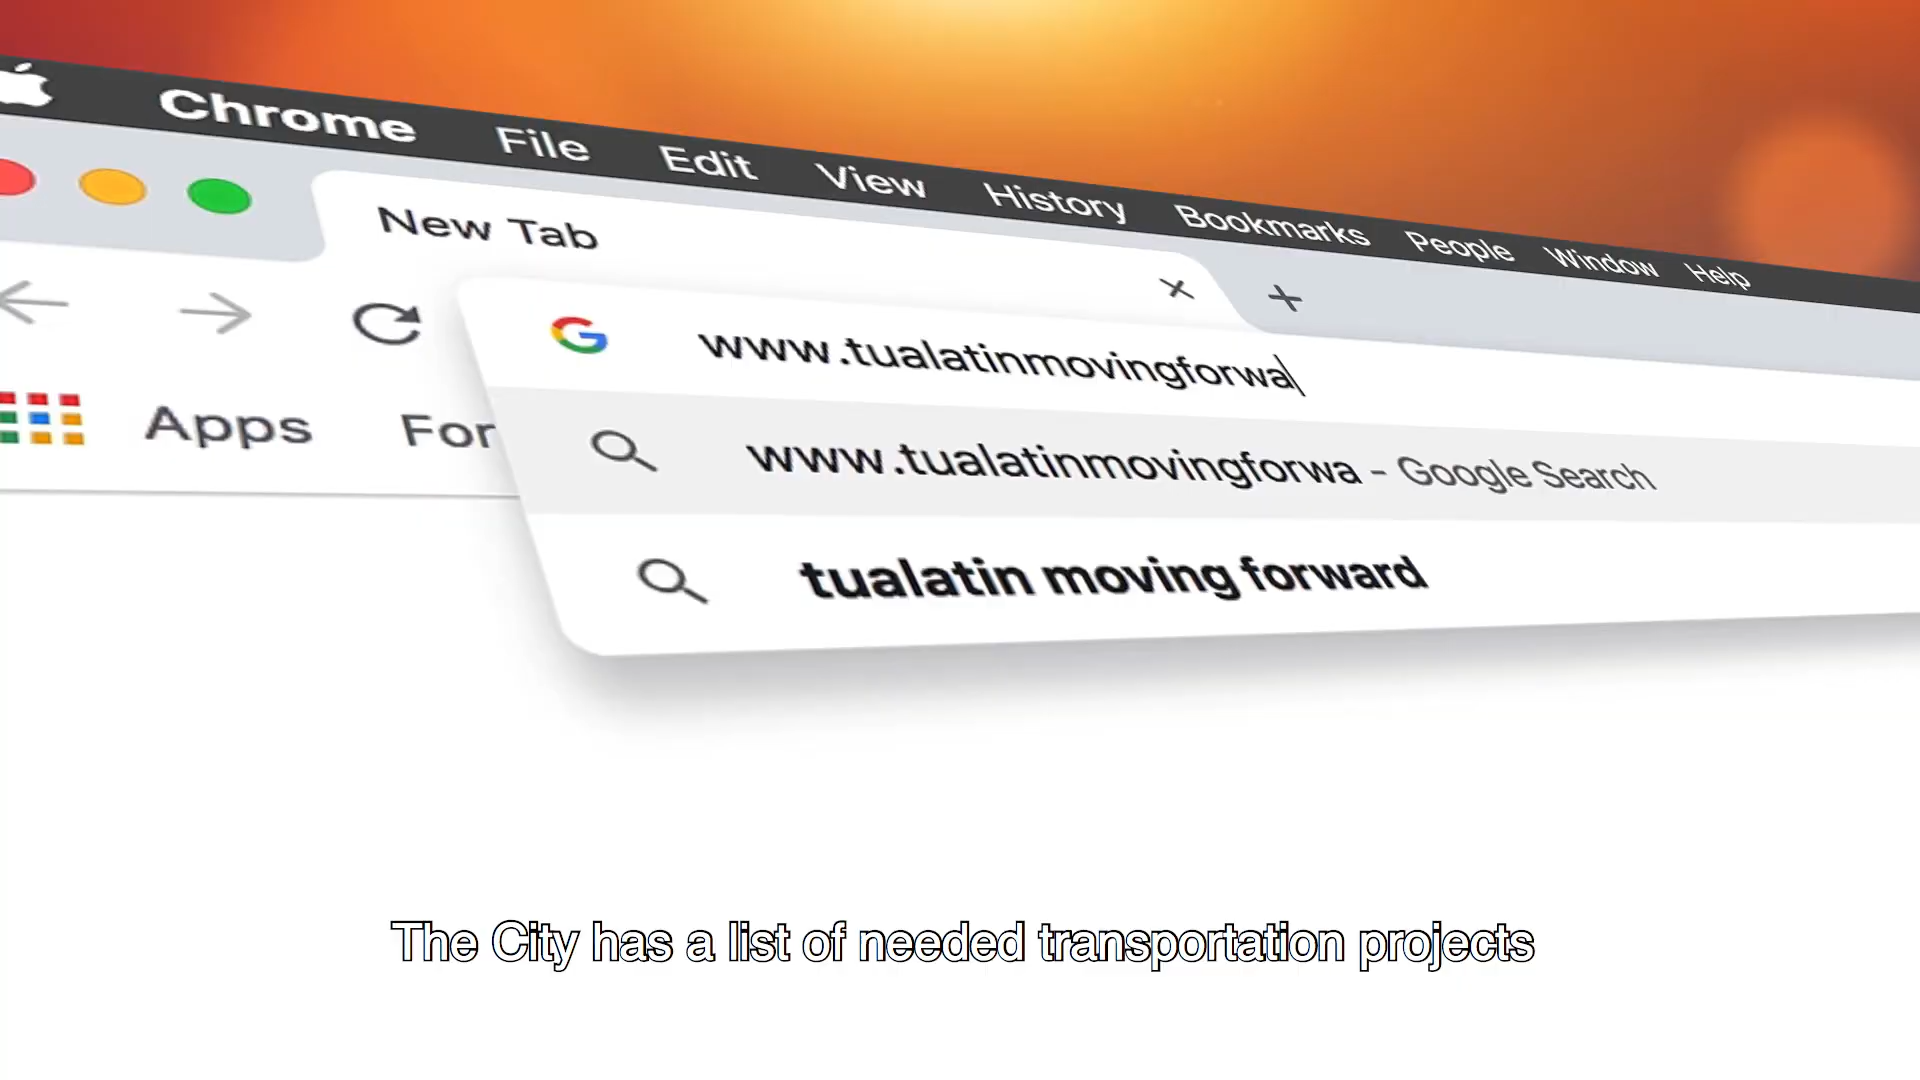 Chrome File Edit View History Bookmarks People Window Help
New Tab
www.tualatinmovingforwa
Apps For
www.tualatinmovingforwa - Google Search
tualatin moving forward
The City has a list of needed transportation projects